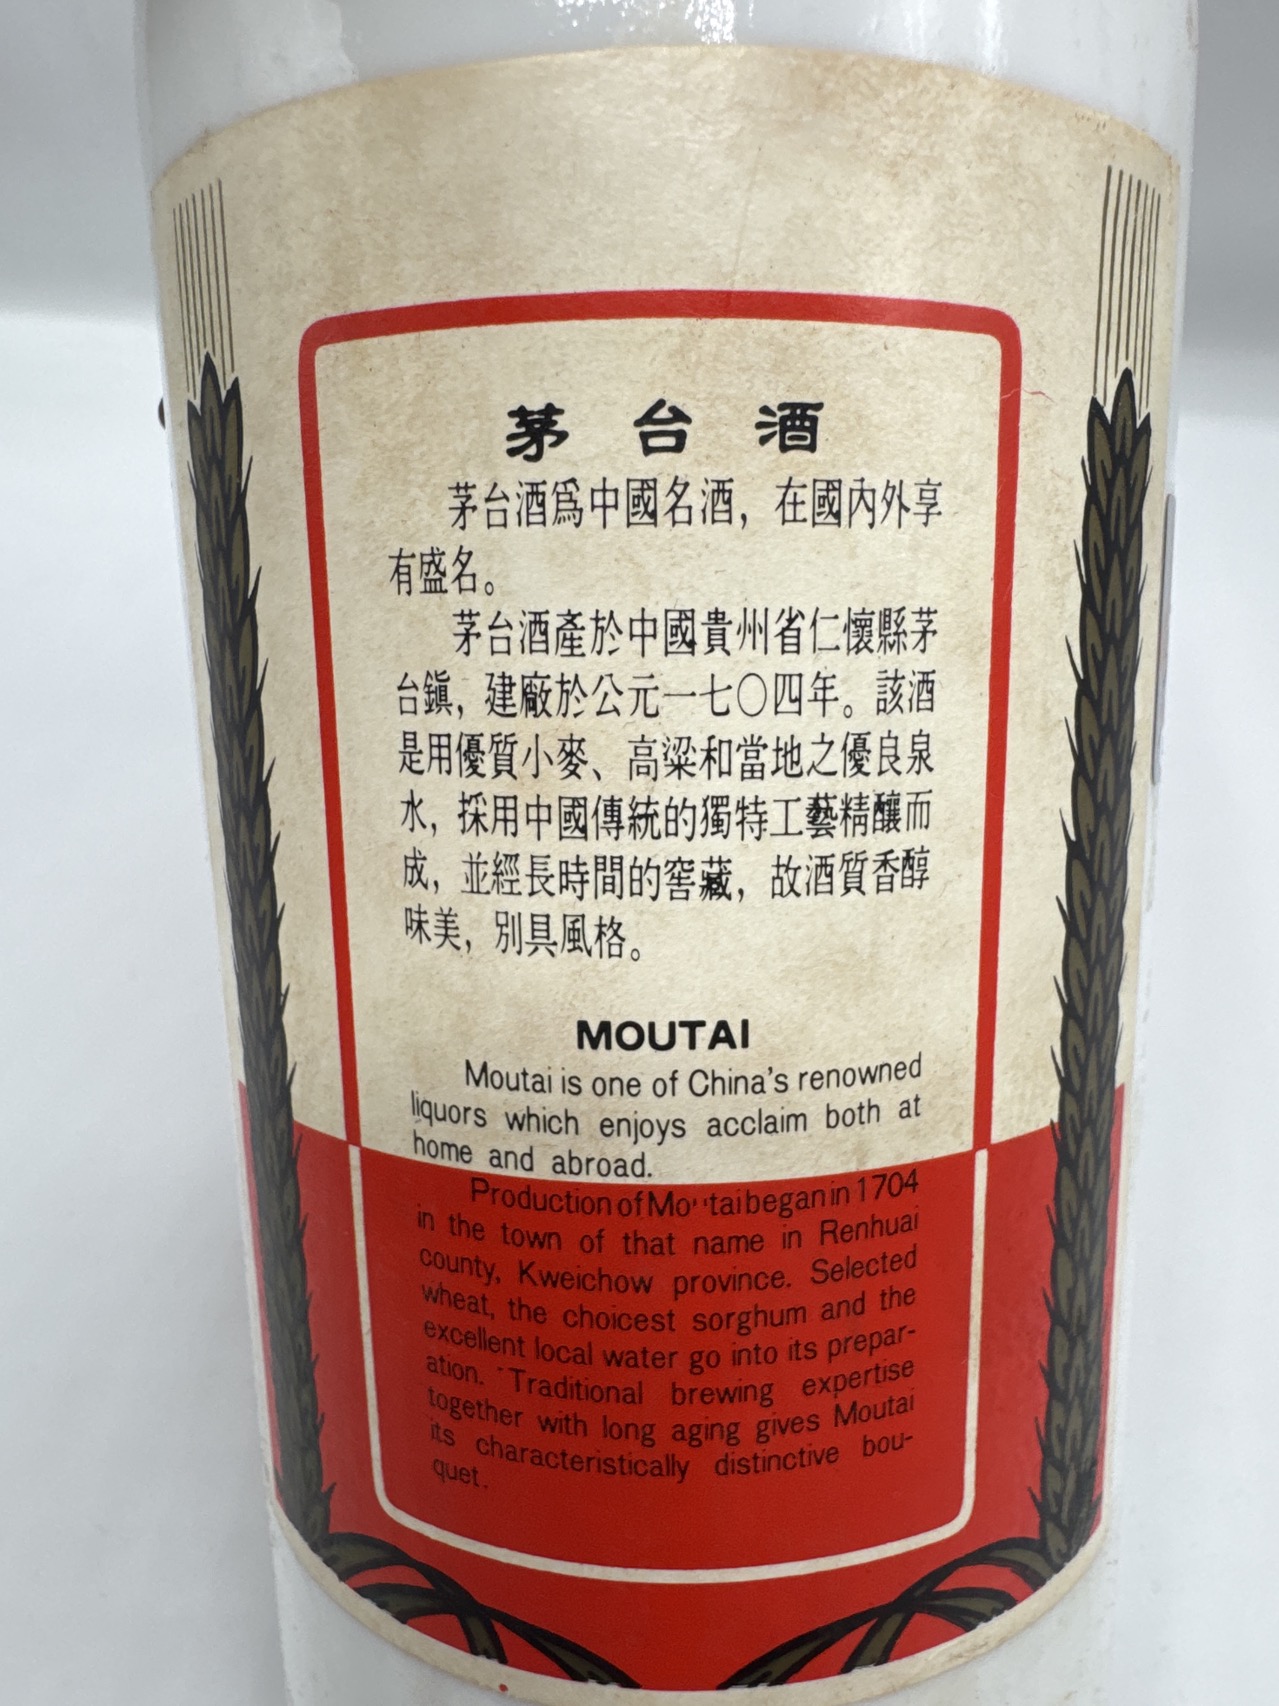 茅台酒
茅台酒爲中國名酒，在國內外享
有盛名。
茅台酒產於中國貴州省仁懷縣茅
台鎭，建廠於公元一七〇四年。該酒
是用優質小麥、高粱和當地之優良泉
水，採用中國傳統的獨特工藝精釀而
成，並經長時間的窖藏，故酒質香醇
味美，別具風格。
MOUTAI
Moutai is one of China's renowned
liquors which enjoys acclaim both at
home and abroad.
Production of Moutai began in 1704
in the town of that name in Renhuai
county, Kweichow province. Selected
wheat, the choicest sorghum and the
excellent local water go into its prepar-
ation. Traditional brewing expertise
together with long aging gives Moutai
its characteristically distinctive bou-
quet.